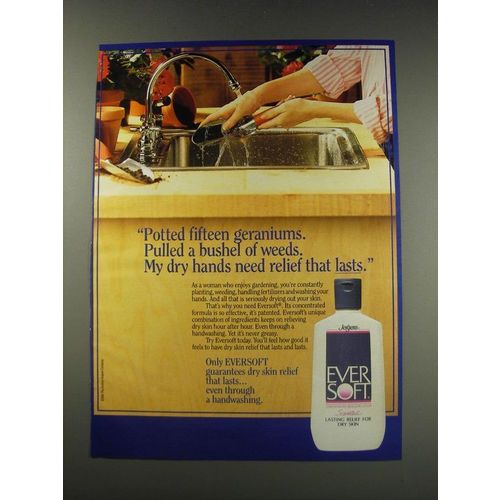 “Potted fifteen geraniums.
Pulled a bushel of weeds.
My dry hands need relief that lasts.”
As a woman who enjoys gardening, you're constantly
planting, weeding, handling fertilizers and washing your
hands. And all that is seriously drying out your skin.
That's why you need Eversoft®. Its concentrated
formula is so effective, it's patented. Eversoft's unique
combination of ingredients keeps on relieving
dry skin hour after hour. Even through a
handwashing. Yet it's never greasy.
Try Eversoft today. You'll feel how good it
feels to have dry skin relief that lasts and lasts.
Only EVERSOFT
guarantees dry skin relief
that lasts...
even through
a handwashing.
Jergens
EVER
SOFT
Scented
LASTING RELIEF FOR
DRY SKIN